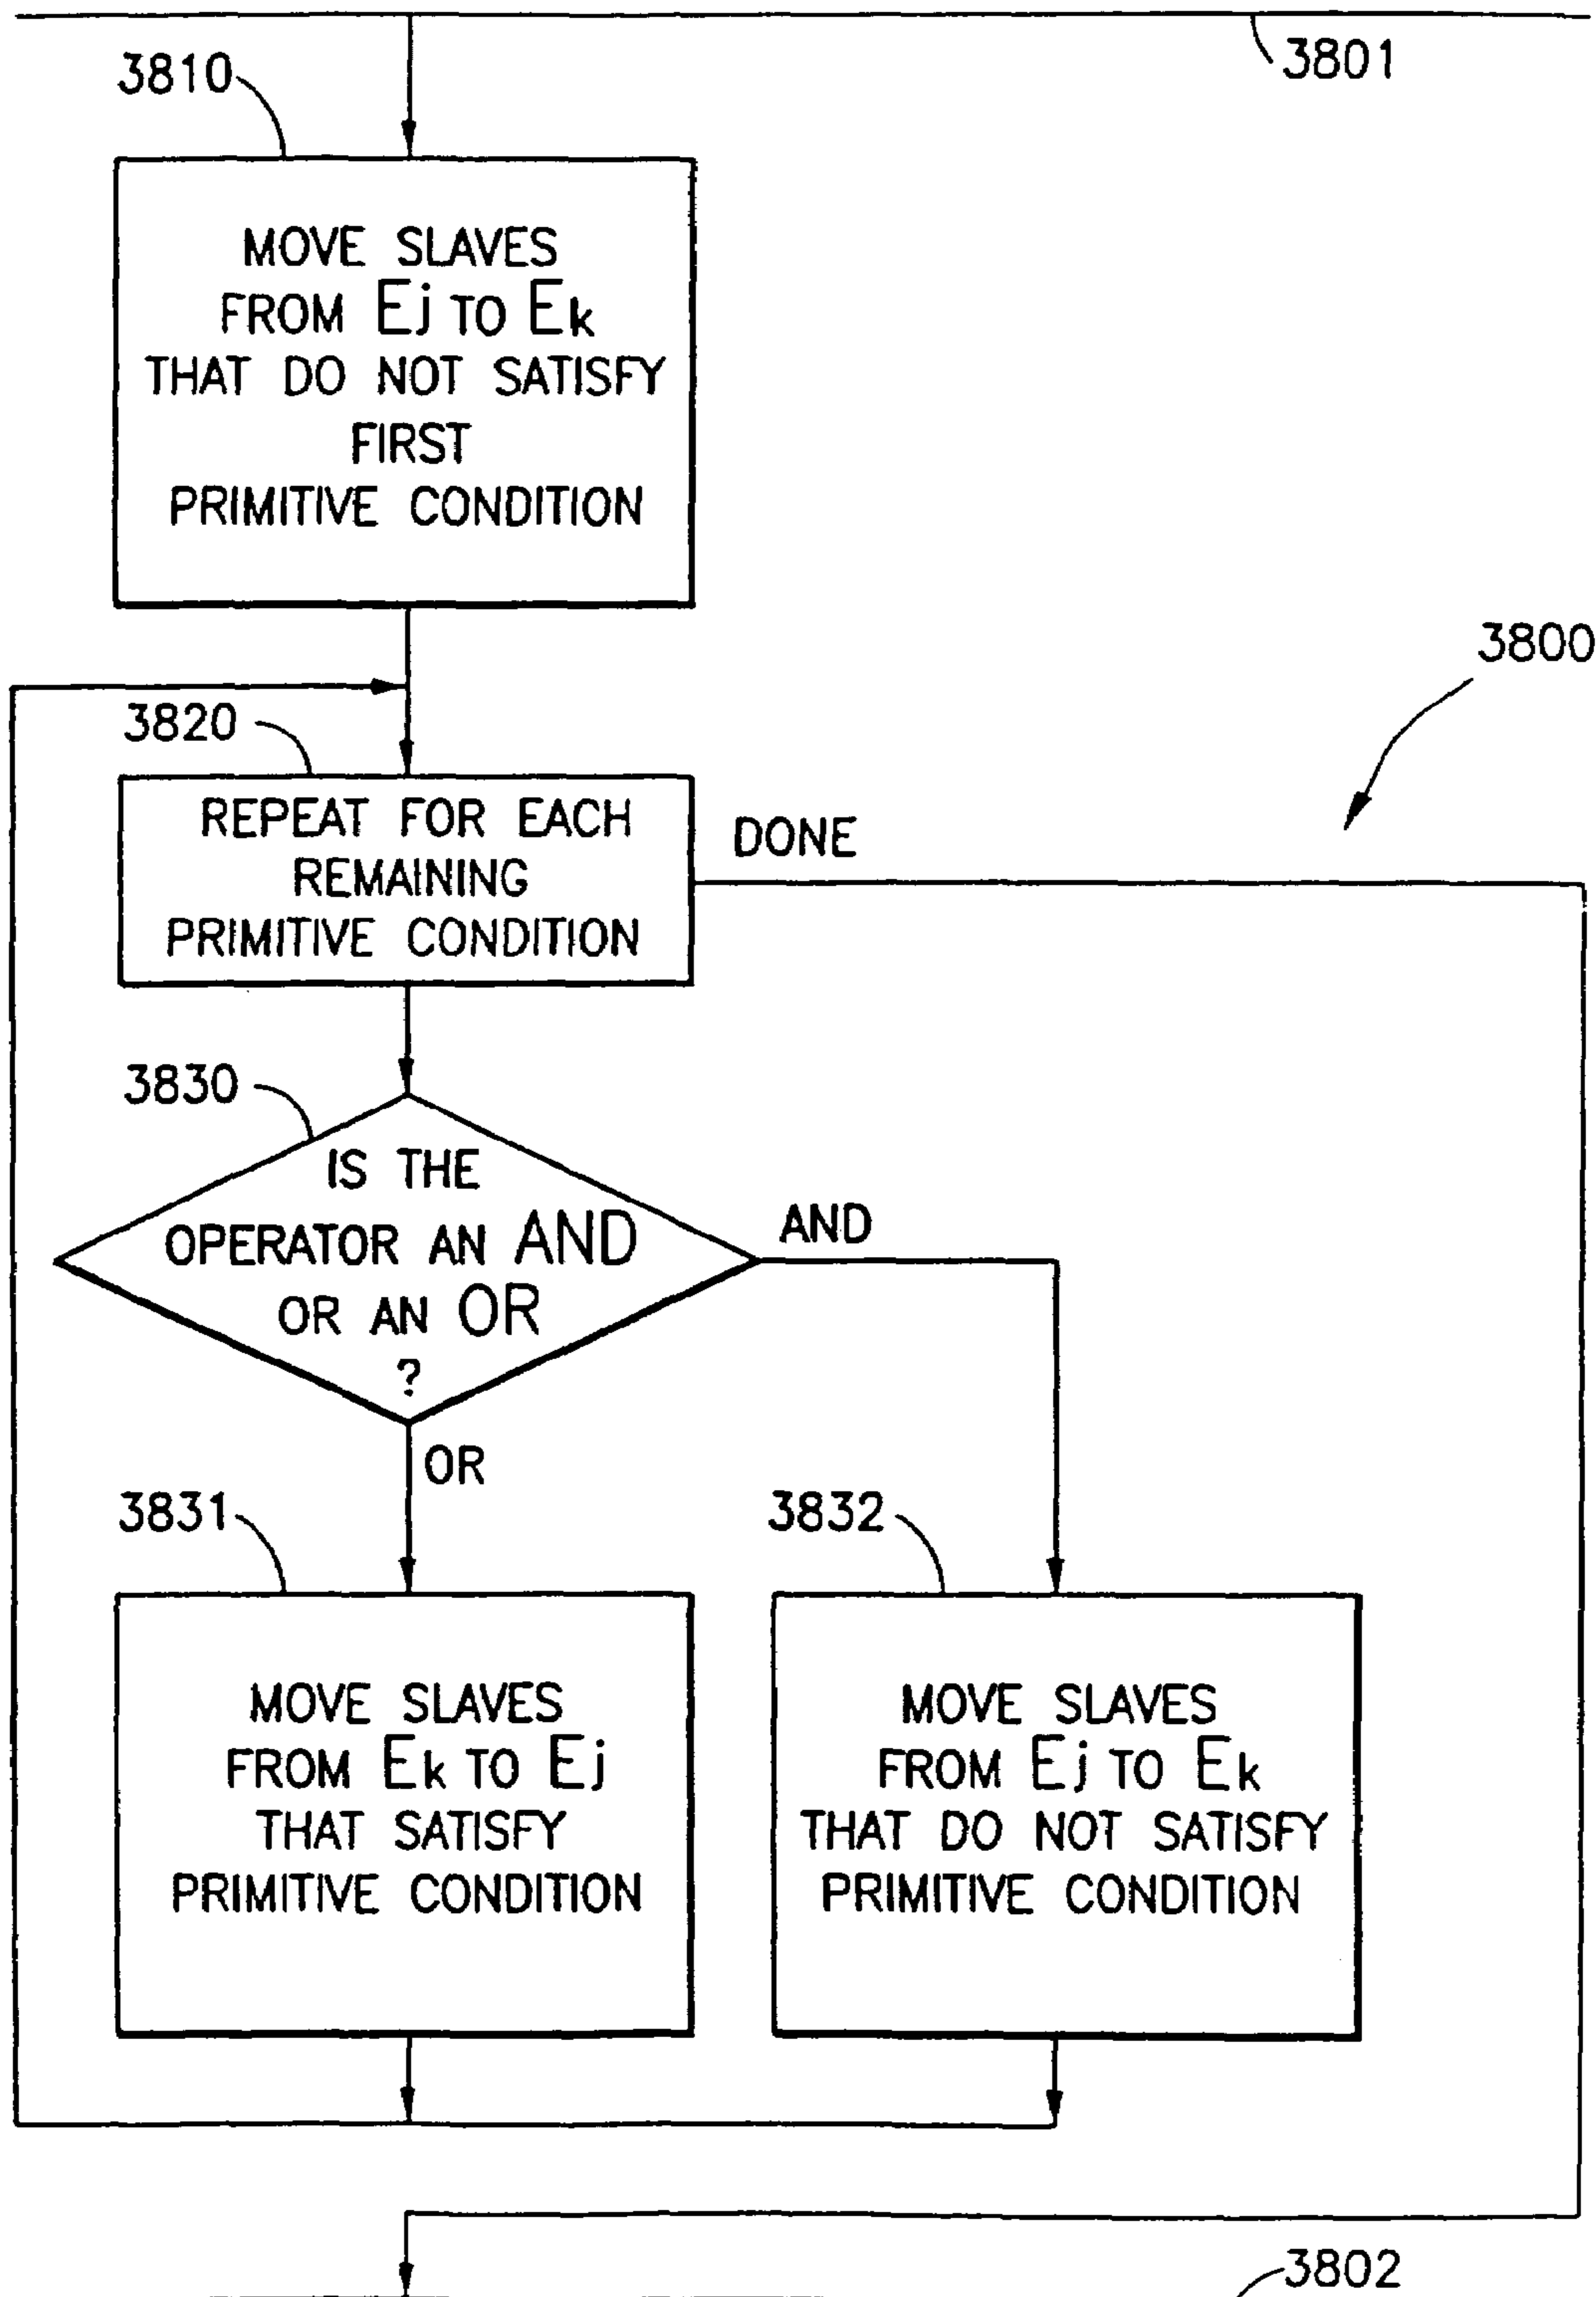 3801
3810
MOVE SLAVES
FROM Ej TO Ek
THAT DO NOT SATISFY
FIRST
PRIMITIVE CONDITION
3800
3820
REPEAT FOR EACH
REMAINING
PRIMITIVE CONDITION
DONE
3830
IS THE
OPERATOR AN AND
OR AN OR
?
AND
OR
3831
MOVE SLAVES
FROM Ek TO Ej
THAT SATISFY
PRIMITIVE CONDITION
3832
MOVE SLAVES
FROM Ej TO Ek
THAT DO NOT SATISFY
PRIMITIVE CONDITION
3802